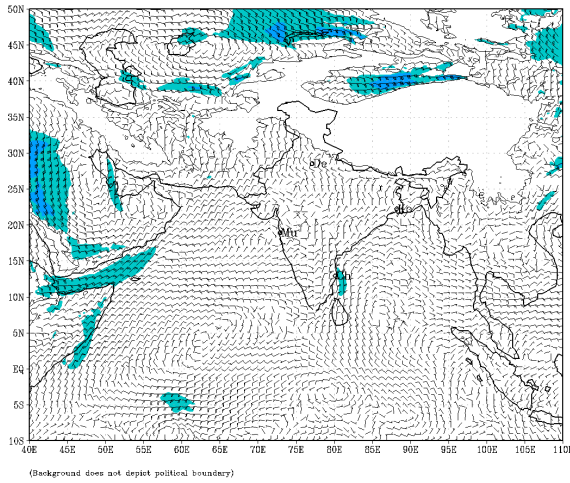 50N
45N
40N
35N
30N
De
25N
20N
Mu
15N
10N
5N
EQ
5S
10S
40E 45E 50E 55E 60E 65E 70E 75E 80E 85E 90E 95E 100E 105E 110E
(Background does not depict political boundary)